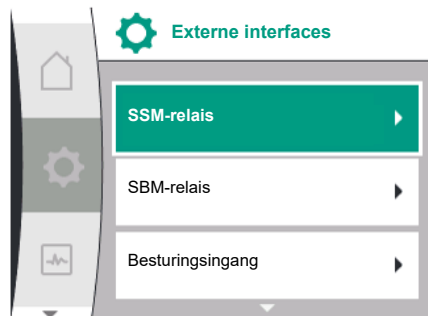 Externe interfaces
SSM-relais
SBM-relais
Besturingsingang